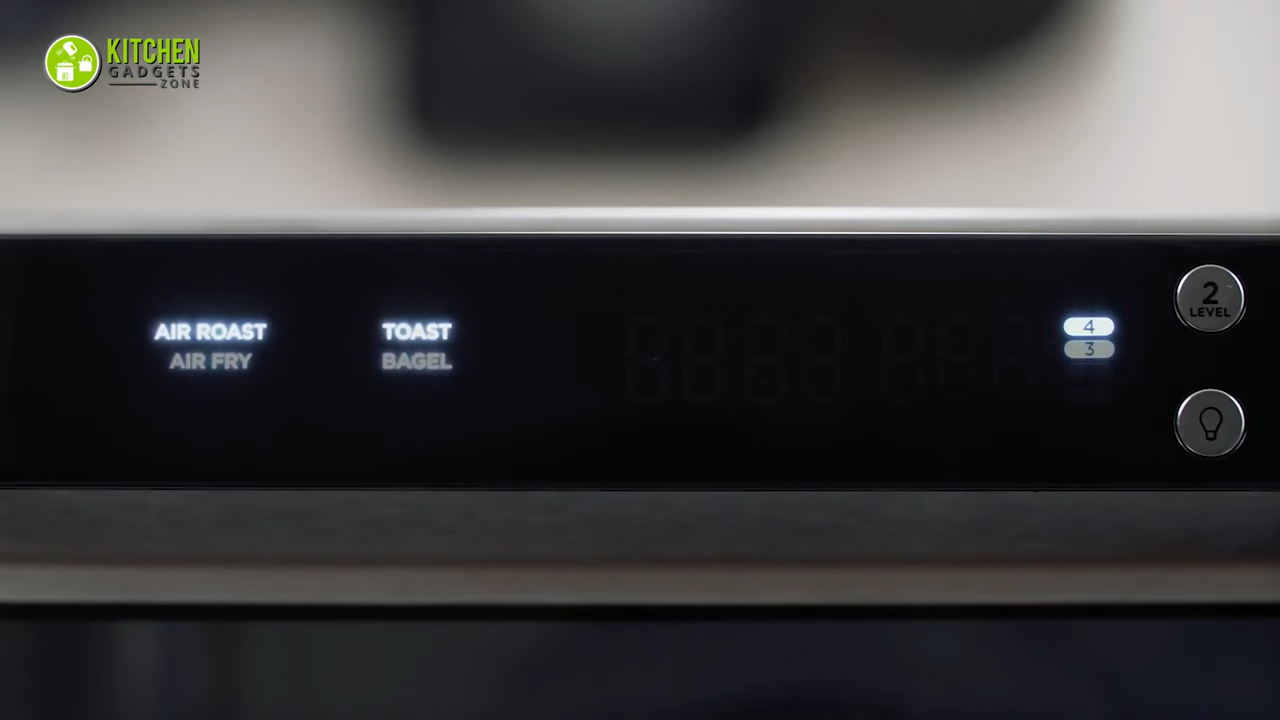 KITCHEN
GADGETS
ZONE
AIR ROAST
AIR FRY
TOAST
BAGEL
4
3
2
LEVEL